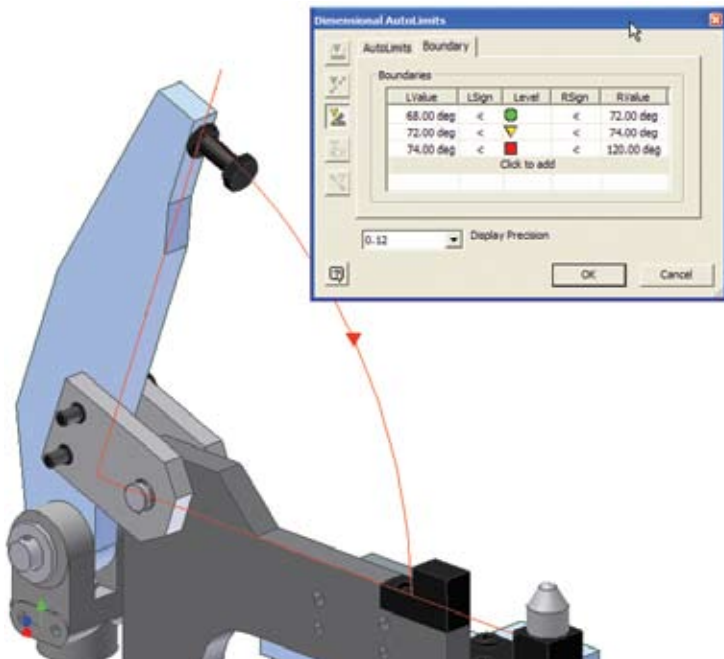 Dimensional AutoLimits
AutoLimits Boundary
Boundaries
LValue LSign Level RSign RValue
68.00 deg < < 72.00 deg
72.00 deg < < 74.00 deg
74.00 deg < < 120.00 deg
Click to add
0.12 Display Precision
OK Cancel